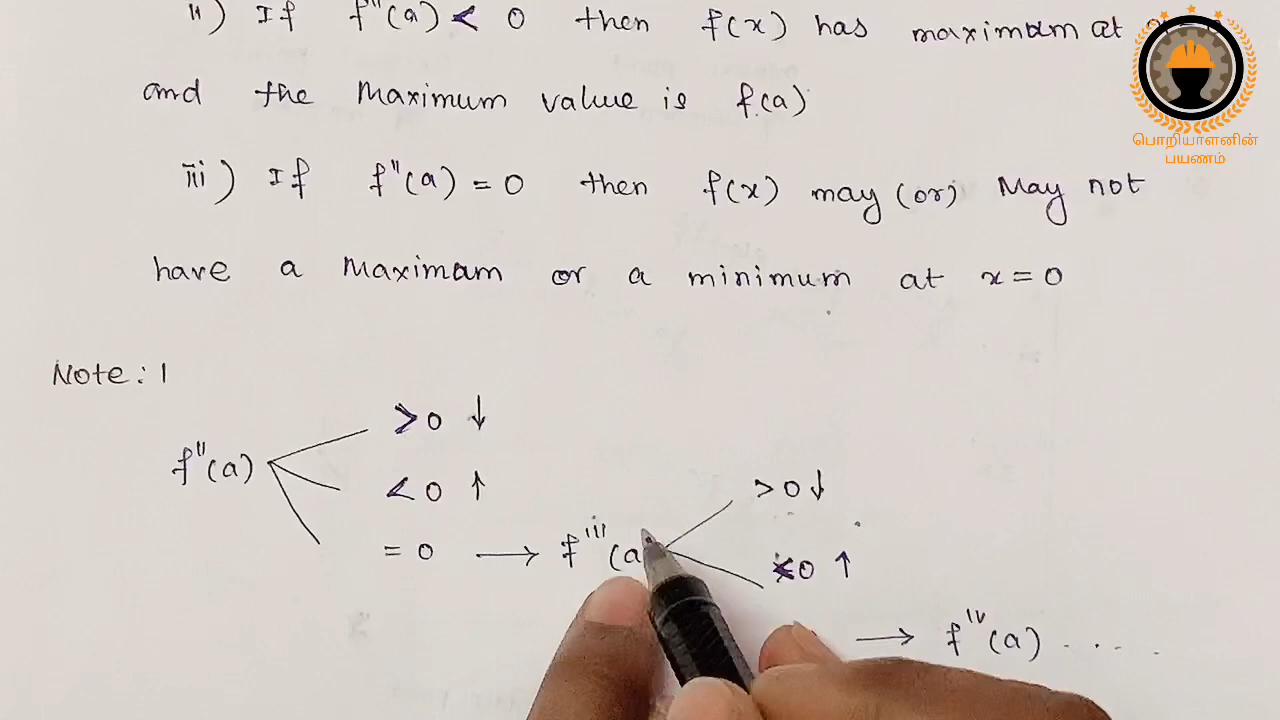 ii) If f"(a) < 0 then f(x) has maximum at
and the Maximum value is f(a)
iii) If f"(a) = 0 then f(x) may (or) May not
have a Maximum or a minimum at x = 0
Note: 1
f"(a)
> 0 ↓
< 0 ↑
= 0 → f'''(a
> 0 ↓
< 0 ↑
→ f^iv(a) .....
பொறியாளனின்
பயணம்